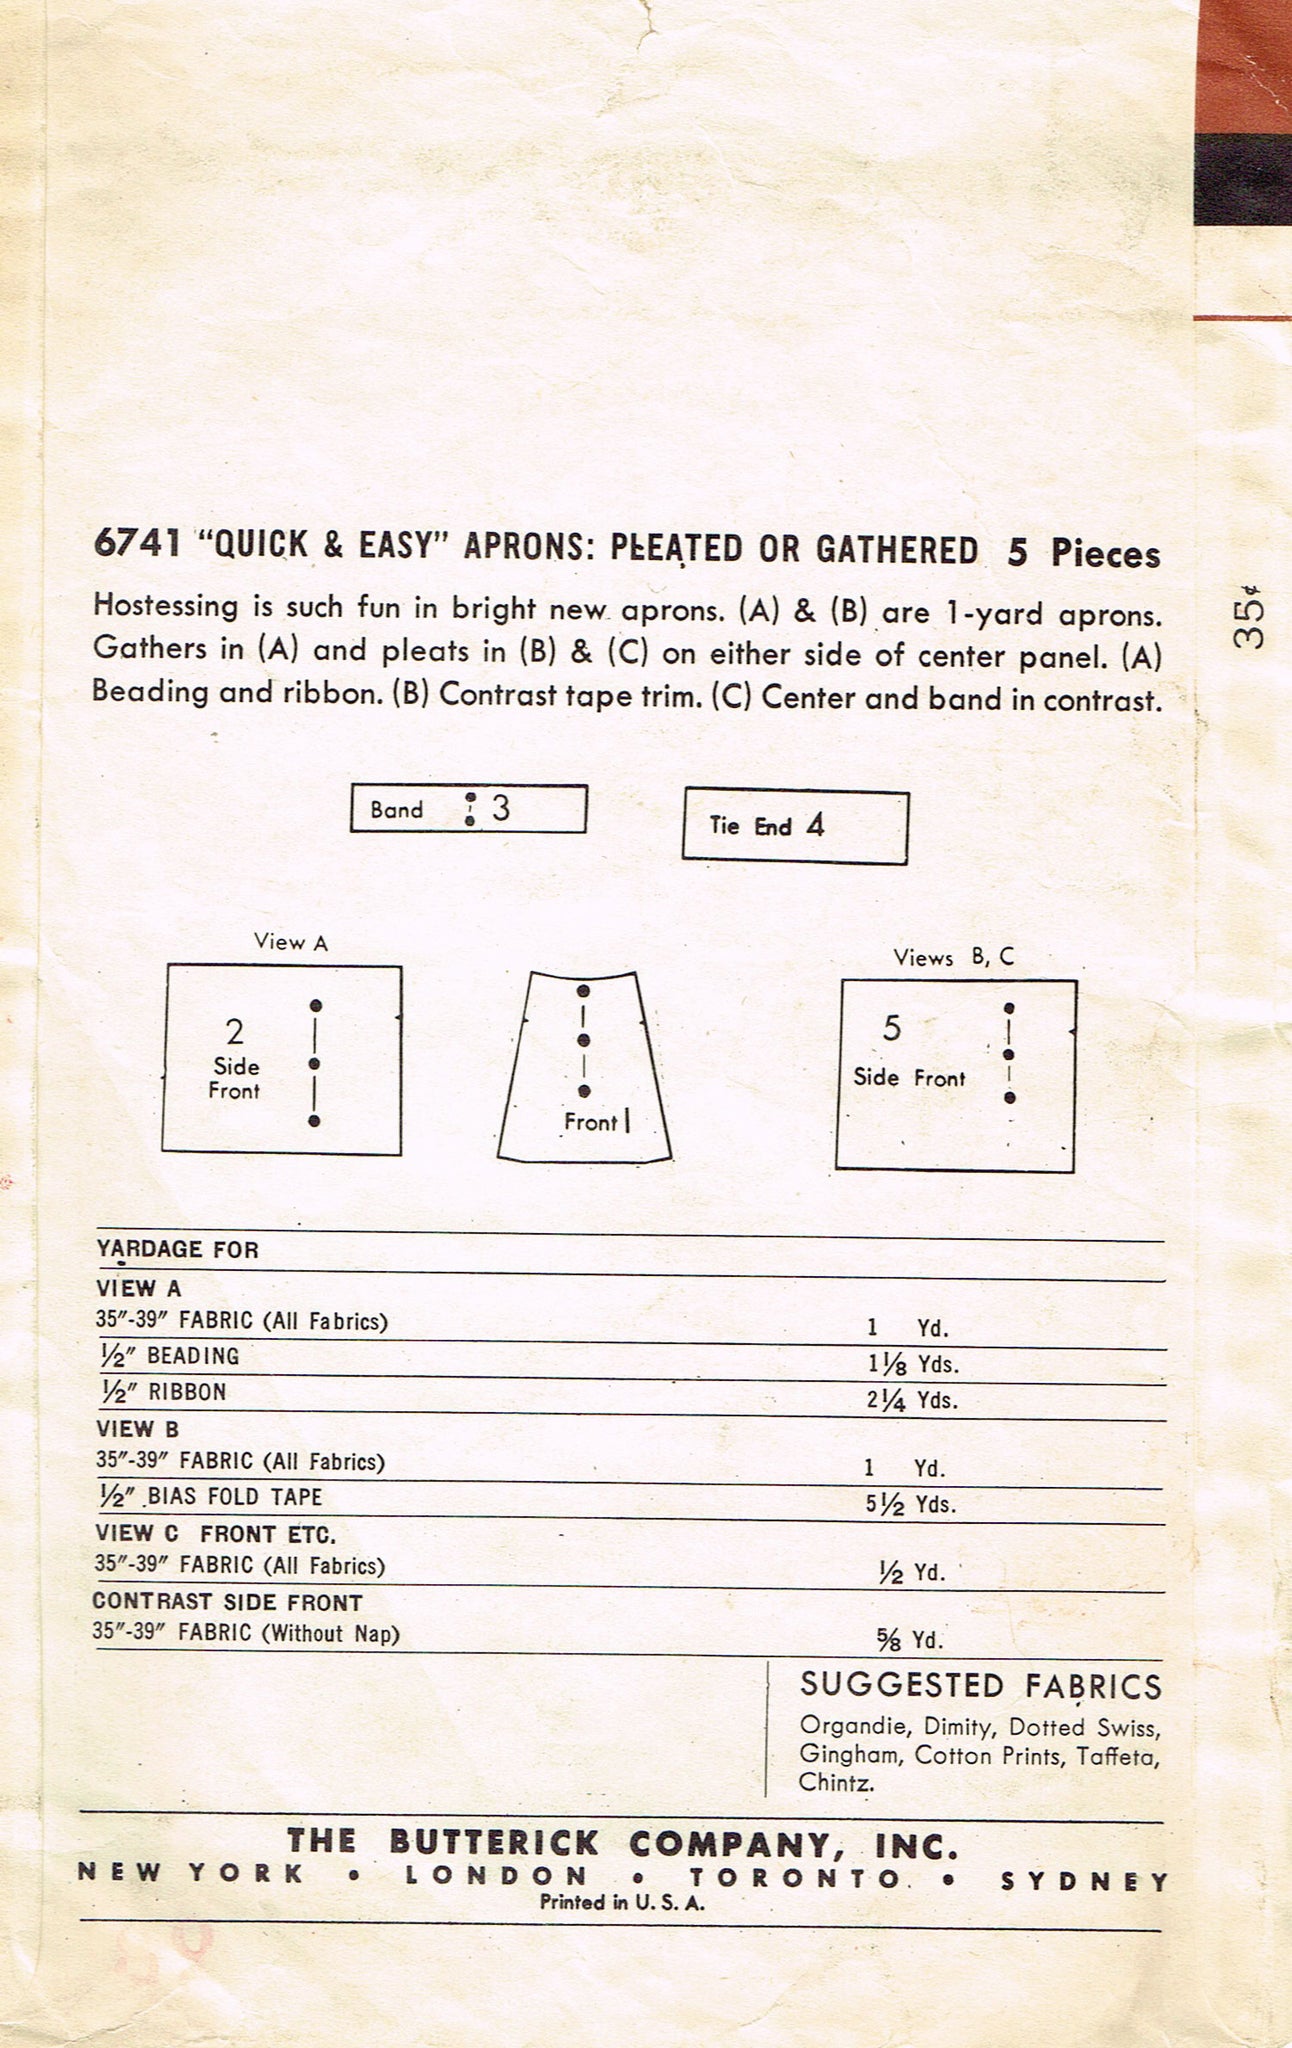 6741 “QUICK & EASY” APRONS: PLEATED OR GATHERED 5 Pieces
Hostessing is such fun in bright new aprons. (A) & (B) are 1-yard aprons.
Gathers in (A) and pleats in (B) & (C) on either side of center panel. (A)
Beading and ribbon. (B) Contrast tape trim. (C) Center and band in contrast.
35¢
Band 3
Tie End 4
View A
2
Side
Front
Front 1
Views B, C
5
Side Front
YARDAGE FOR
VIEW A
35″-39″ FABRIC (All Fabrics) 1 Yd.
½″ BEADING 1⅛ Yds.
½″ RIBBON 2¼ Yds.
VIEW B
35″-39″ FABRIC (All Fabrics) 1 Yd.
½″ BIAS FOLD TAPE 5½ Yds.
VIEW C FRONT ETC.
35″-39″ FABRIC (All Fabrics) ½ Yd.
CONTRAST SIDE FRONT
35″-39″ FABRIC (Without Nap) ⅝ Yd.
SUGGESTED FABRICS
Organdie, Dimity, Dotted Swiss,
Gingham, Cotton Prints, Taffeta,
Chintz.
THE BUTTERICK COMPANY, INC.
NEW YORK • LONDON • TORONTO • SYDNEY
Printed in U. S. A.